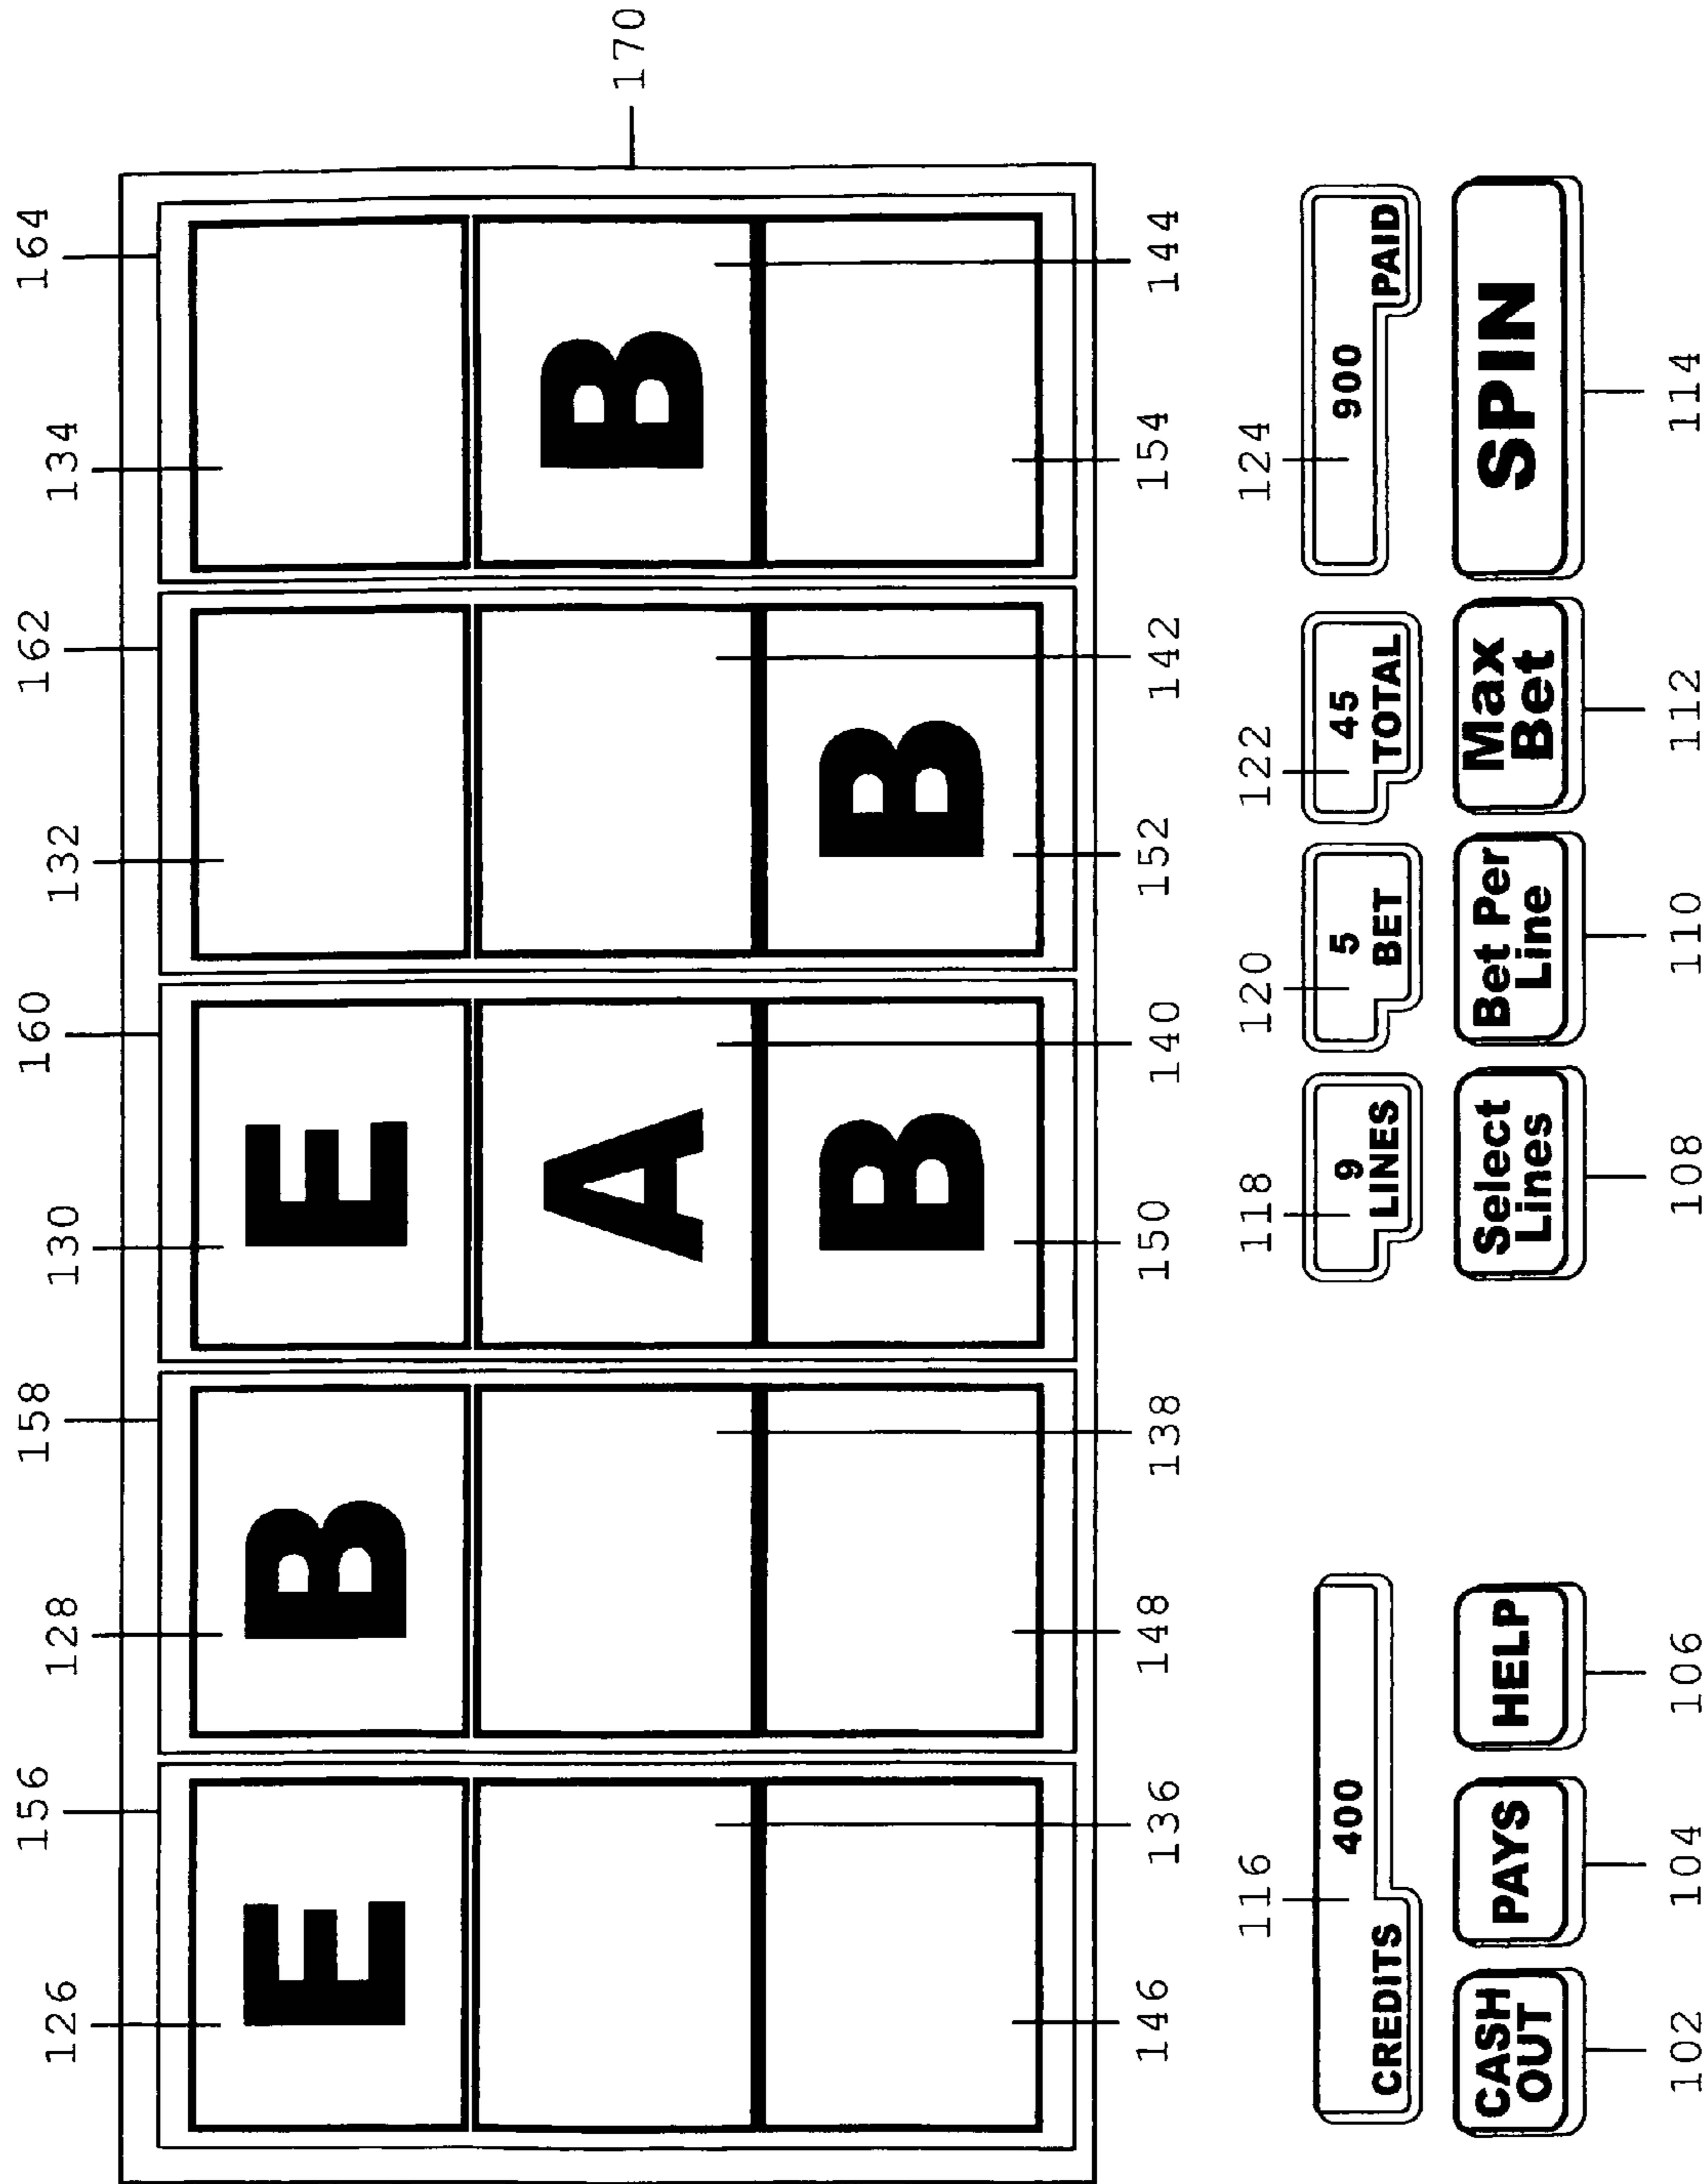 156 158 160 162 164
126 128 130 132 134
E B E
170
A B
B B
136 138 140 142 144
146 148 150 152 154
116 118 120 122 124
400 9 5 45 900
CREDITS LINES BET TOTAL PAID
CASH OUT PAYS HELP Select Lines Bet Per Line Max Bet SPIN
102 104 106 108 110 112 114